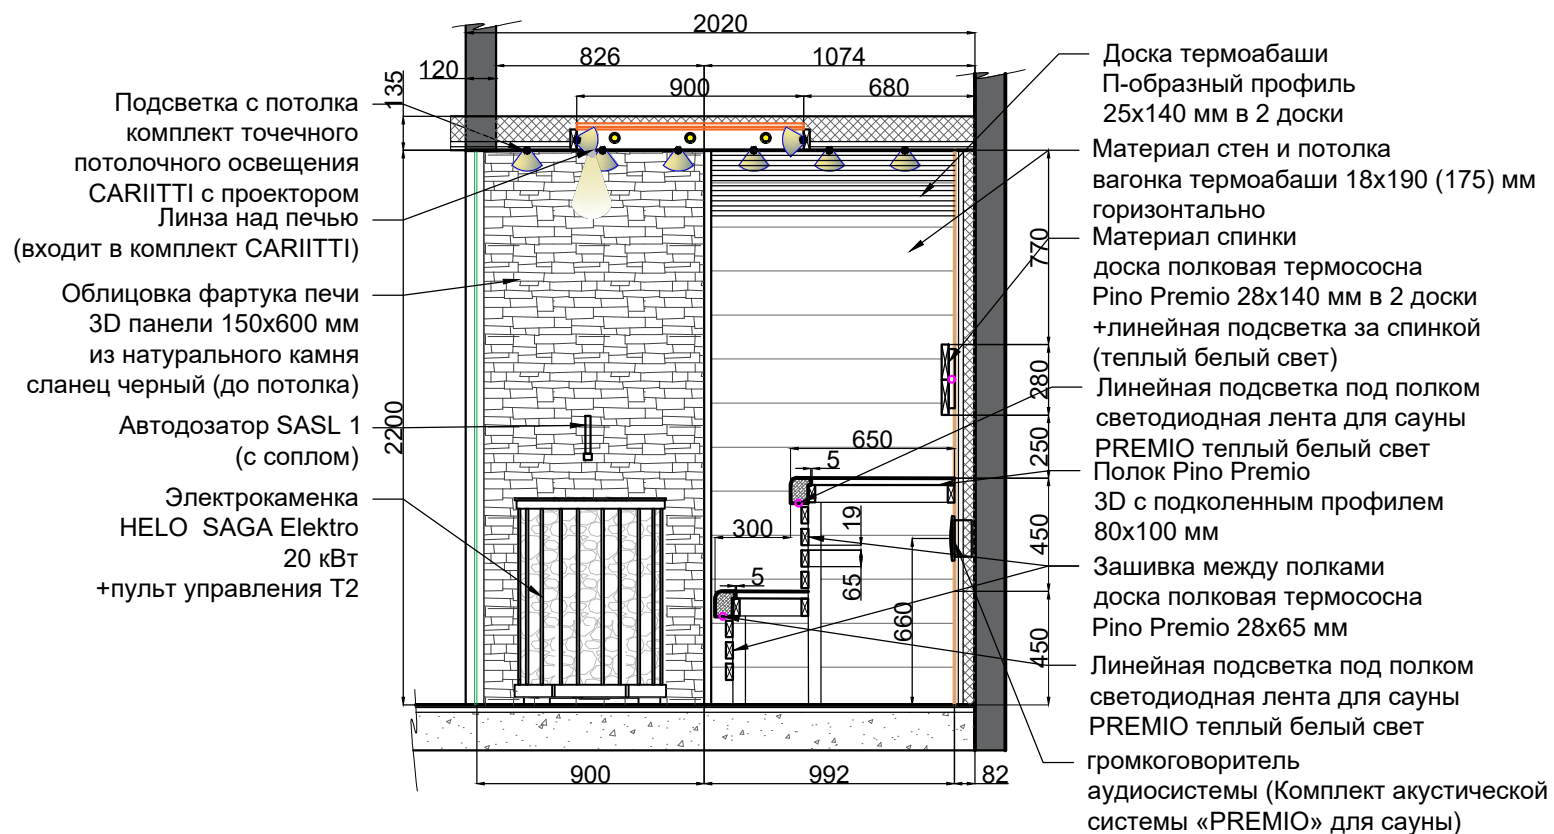 2020
826
1074
120
900
680
135
Подсветка с потолка
комплект точечного
потолочного освещения
CARIITTI с проектором
Линза над печью
(входит в комплект CARIITTI)
Облицовка фартука печи
3D панели 150х600 мм
из натурального камня
сланец черный (до потолка)
2200
Автодозатор SASL 1
(с соплом)
Электрокаменка
HELO SAGA Elektro
20 кВт
+пульт управления T2
650
5
300
19
65
5
660
770
280
250
450
450
900
992
82
Доска термоабаши
П-образный профиль
25х140 мм в 2 доски
Материал стен и потолка
вагонка термоабаши 18х190 (175) мм
горизонтально
Материал спинки
доска полковая термососна
Pino Premio 28х140 мм в 2 доски
+линейная подсветка за спинкой
(теплый белый свет)
Линейная подсветка под полком
светодиодная лента для сауны
PREMIO теплый белый свет
Полок Pino Premio
3D с подколенным профилем
80х100 мм
Зашивка между полками
доска полковая термососна
Pino Premio 28х65 мм
Линейная подсветка под полком
светодиодная лента для сауны
PREMIO теплый белый свет
громкоговоритель
аудиосистемы (Комплект акустической
системы «PREMIO» для сауны)